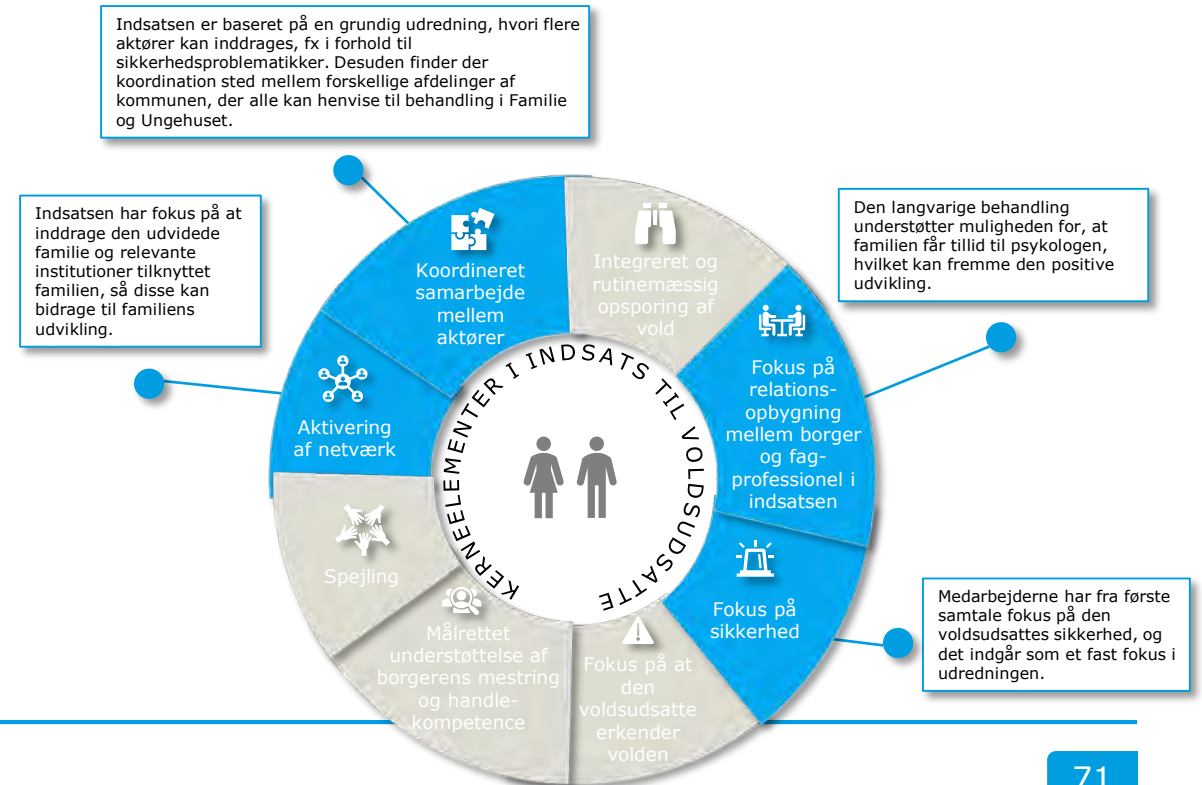 Indsatsen er baseret på en grundig udredning, hvori flere
aktører kan inddrages, fx i forhold til
sikkerhedsproblematikker. Desuden finder der
koordination sted mellem forskellige afdelinger af
kommunen, der alle kan henvise til behandling i Familie
og Ungehuset.
Indsatsen har fokus på at
inddrage den udvidede
familie og relevante
institutioner tilknyttet
familien, så disse kan
bidrage til familiens
udvikling.
Den langvarige behandling
understøtter muligheden for, at
familien får tillid til psykologen,
hvilket kan fremme den positive
udvikling.
Medarbejderne har fra første
samtale fokus på den
voldsudsattes sikkerhed, og
det indgår som et fast fokus i
udredningen.
KERNEELEMENTER I INDSATS TIL VOLDSUDSATTE
Koordineret
samarbejde
mellem
aktører
Integreret og
rutinemæssig
opsporing af
vold
Fokus på
relations-
opbygning
mellem borger
og fag-
professionel i
indsatsen
Fokus på
sikkerhed
Fokus på at
den
voldsudsatte
erkender
volden
Målrettet
understøttelse af
borgerens mestring
og handle-
kompetence
Spejling
Aktivering
af netværk
71